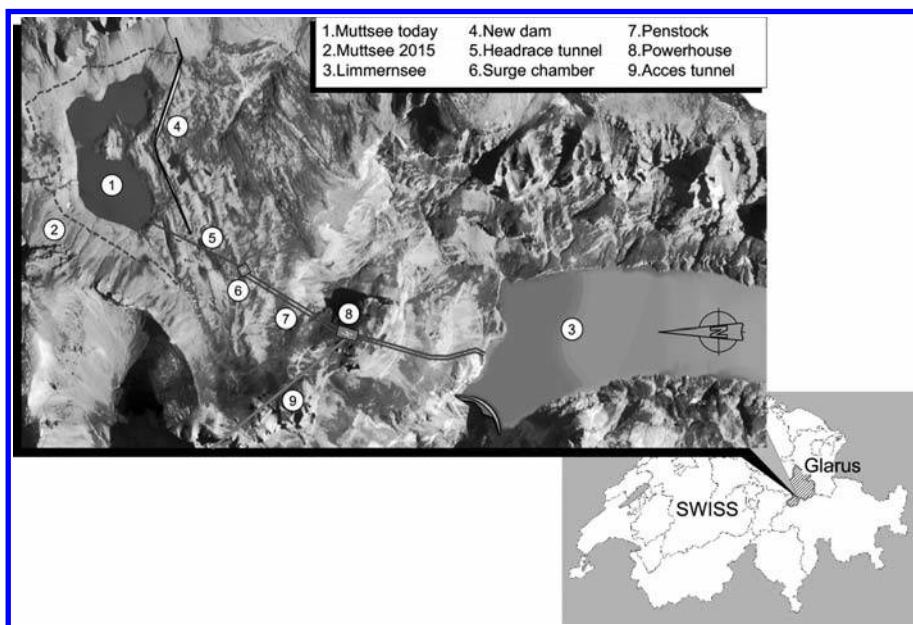 1.Muttsee today 4.New dam 7.Penstock
2.Muttsee 2015 5.Headrace tunnel 8.Powerhouse
3.Limmernsee 6.Surge chamber 9.Acces tunnel
4
1
2
5
6
7
8
3
N
9
Glarus
SWISS